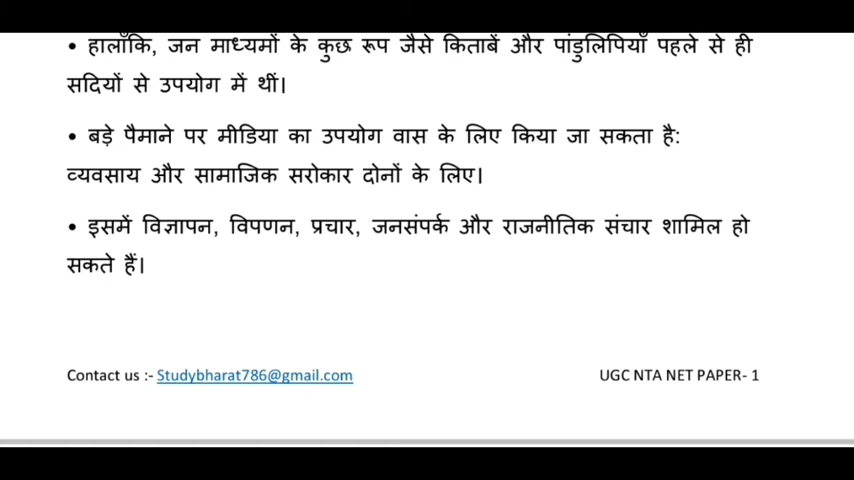 • हालाँकि, जन माध्यमों के कुछ रूप जैसे किताबें और पांडुलिपियाँ पहले से ही
सदियों से उपयोग में थीं।
• बड़े पैमाने पर मीडिया का उपयोग वास के लिए किया जा सकता है:
व्यवसाय और सामाजिक सरोकार दोनों के लिए।
• इसमें विज्ञापन, विपणन, प्रचार, जनसंपर्क और राजनीतिक संचार शामिल हो
सकते हैं।
Contact us :- Studybharat786@gmail.com
UGC NTA NET PAPER- 1